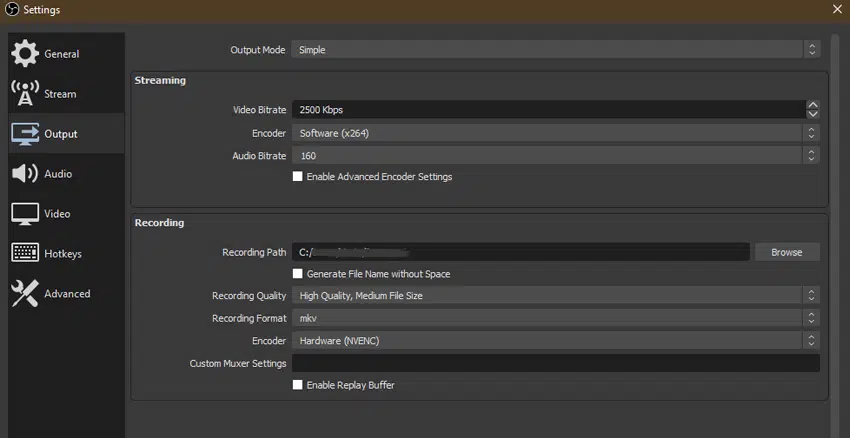 Settings
General
Stream
Output
Audio
Video
Hotkeys
Advanced
Output Mode Simple
Streaming
Video Bitrate 2500 Kbps
Encoder Software (x264)
Audio Bitrate 160
Enable Advanced Encoder Settings
Recording
Recording Path C:/ Browse
Generate File Name without Space
Recording Quality High Quality, Medium File Size
Recording Format mkv
Encoder Hardware (NVENC)
Custom Muxer Settings
Enable Replay Buffer